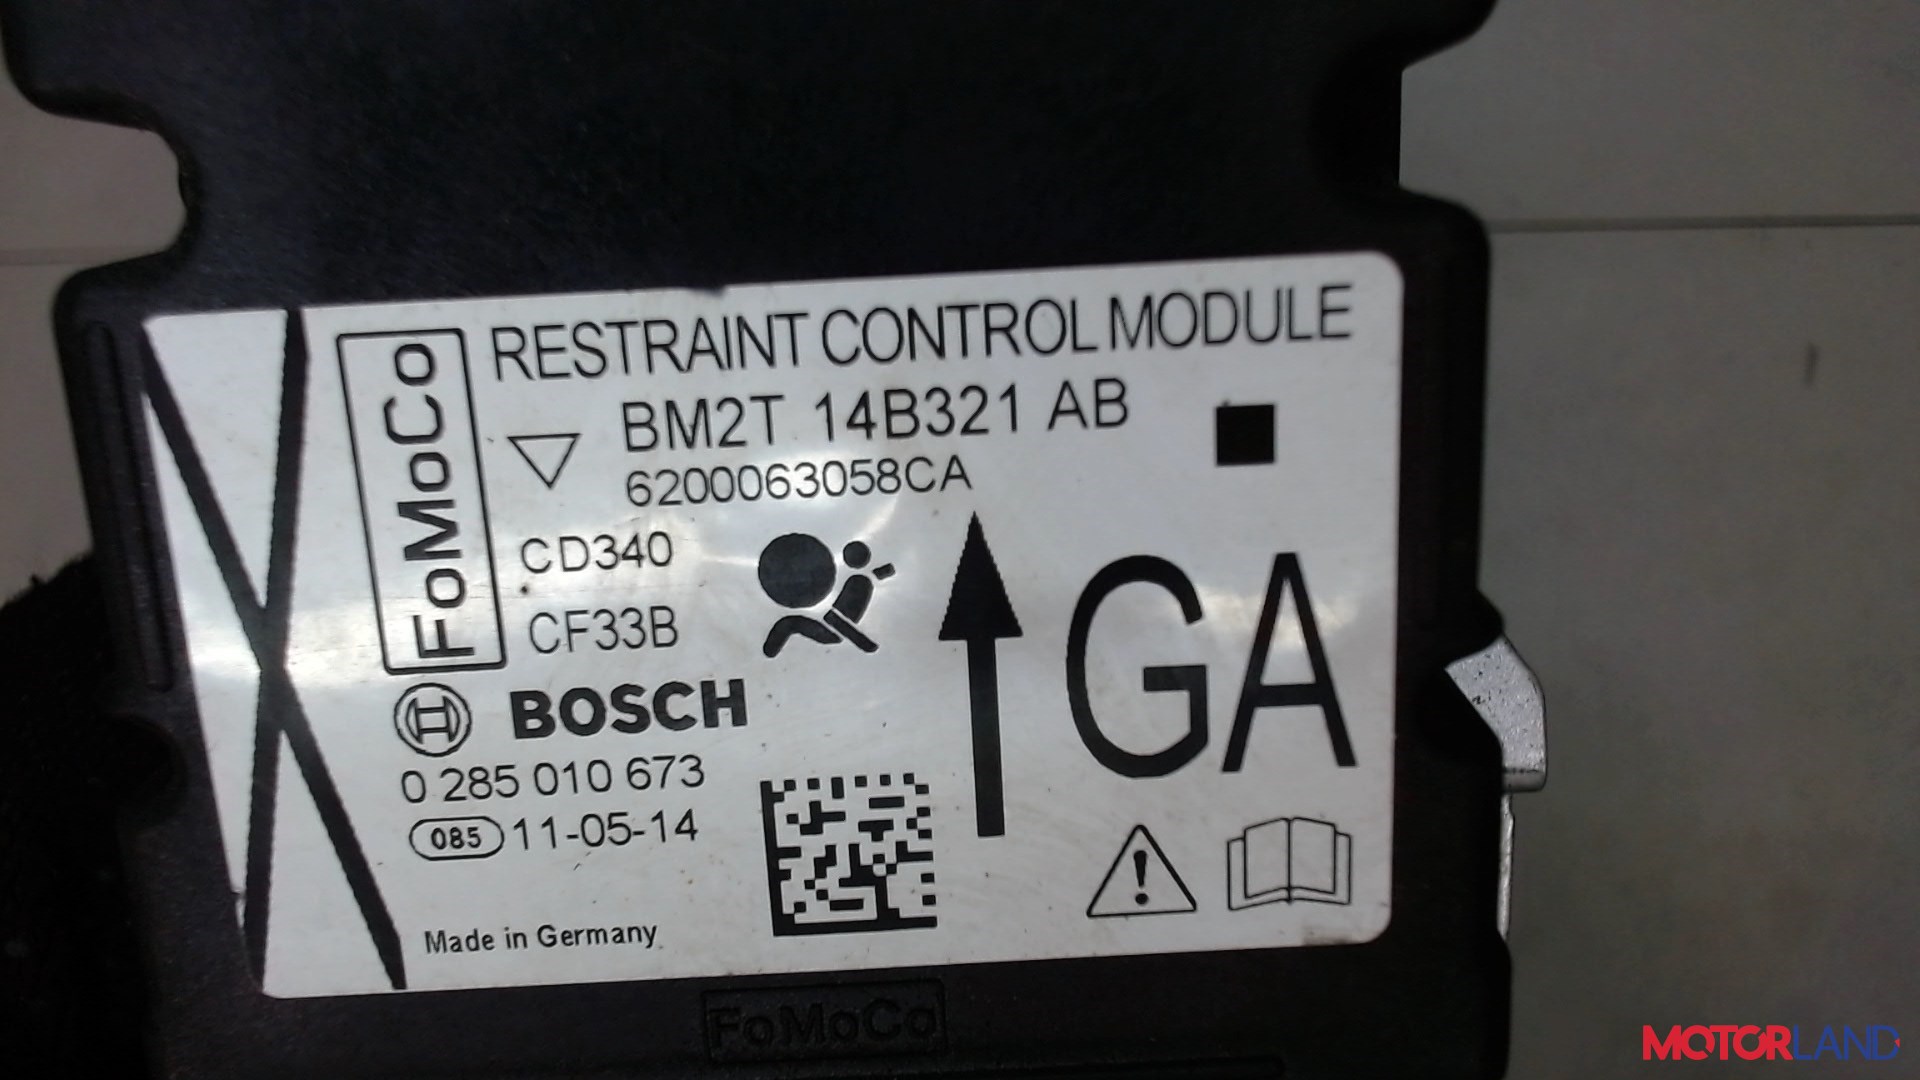 RESTRAINT CONTROL MODULE
FoMoCo
BM2T 14B321 AB
6200063058CA
CD340
CF33B
GA
BOSCH
0 285 010 673
085 11-05-14
Made in Germany
FoMoCo
MOTORLAND